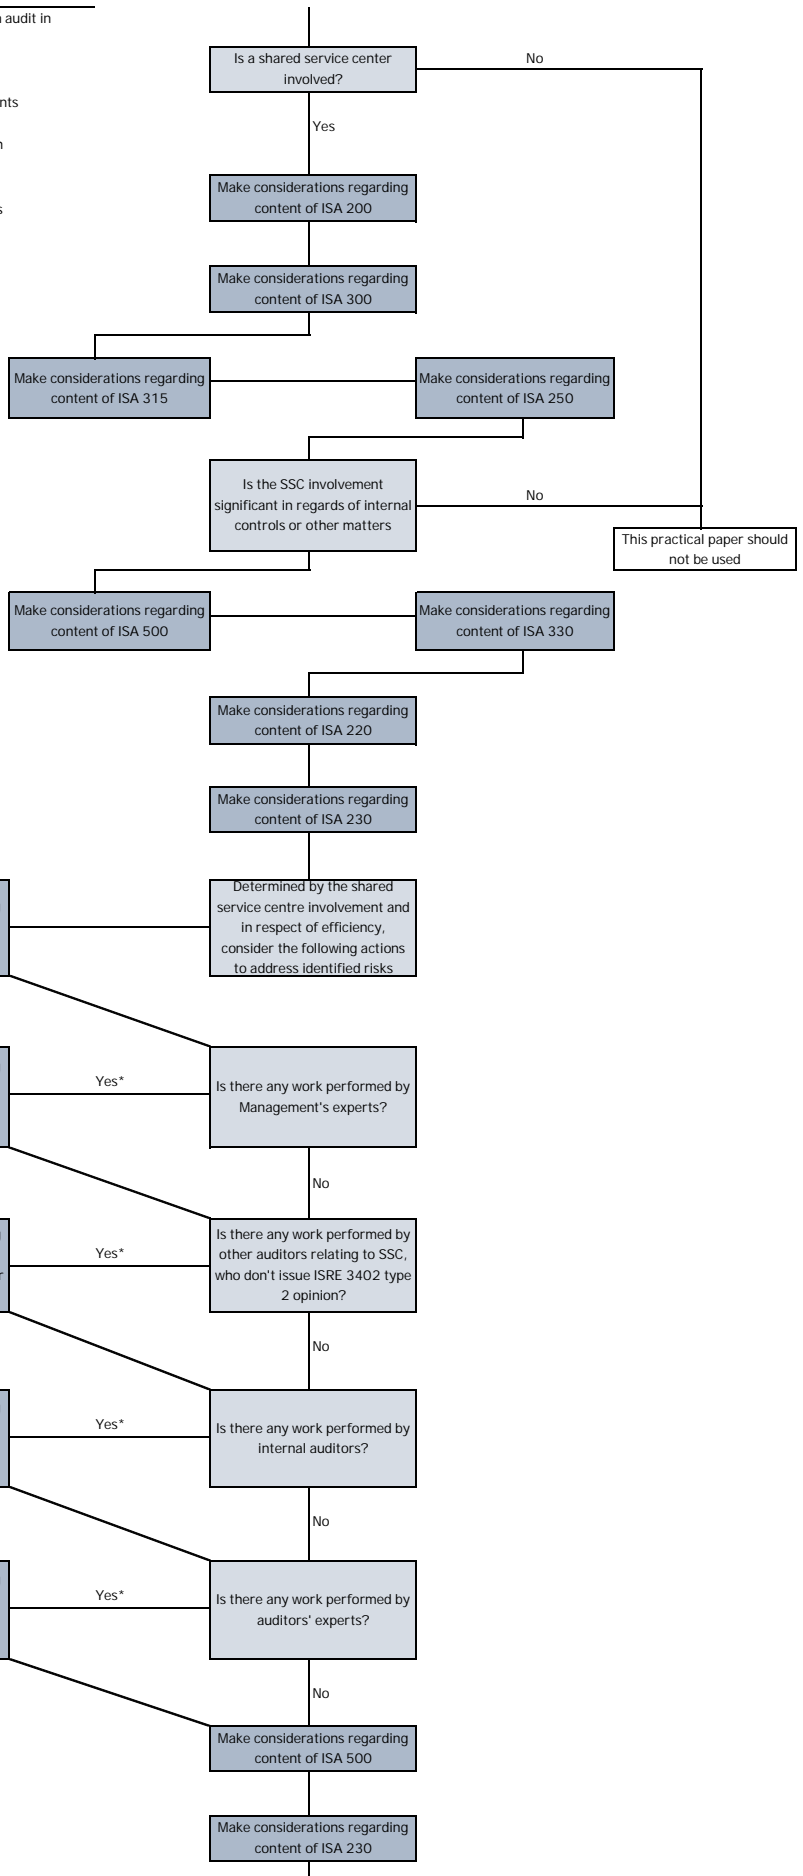 audit in
Is a shared service center
involved?
No
nts
Yes
Make considerations regarding
content of ISA 200
Make considerations regarding
content of ISA 300
Make considerations regarding
content of ISA 315
Make considerations regarding
content of ISA 250
Is the SSC involvement
significant in regards of internal
controls or other matters
No
This practical paper should
not be used
Make considerations regarding
content of ISA 500
Make considerations regarding
content of ISA 330
Make considerations regarding
content of ISA 220
Make considerations regarding
content of ISA 230
Determined by the shared
service centre involvement and
in respect of efficiency,
consider the following actions
to address identified risks
Yes*
Is there any work performed by
Management's experts?
No
Yes*
Is there any work performed by
other auditors relating to SSC,
who don't issue ISRE 3402 type
2 opinion?
No
Yes*
Is there any work performed by
internal auditors?
No
Yes*
Is there any work performed by
auditors' experts?
No
Make considerations regarding
content of ISA 500
Make considerations regarding
content of ISA 230